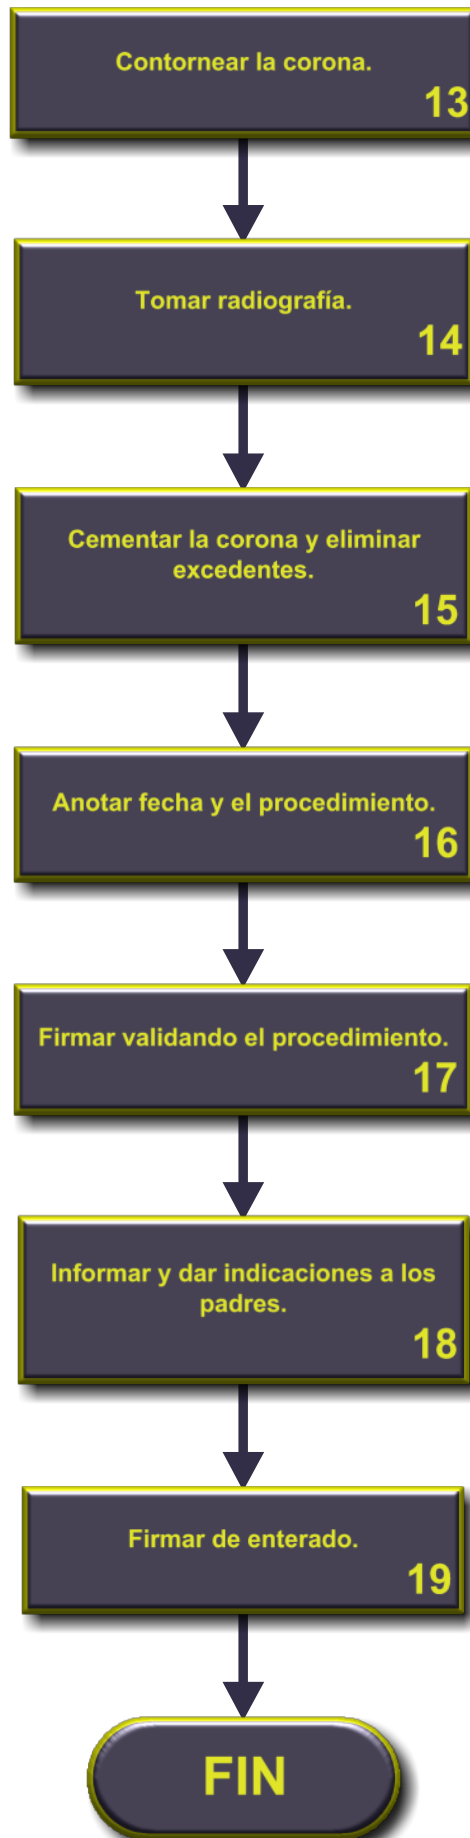 Contornear la corona.
13
Tomar radiografía.
14
Cementar la corona y eliminar
excedentes.
15
Anotar fecha y el procedimiento.
16
Firmar validando el procedimiento.
17
Informar y dar indicaciones a los
padres.
18
Firmar de enterado.
19
FIN